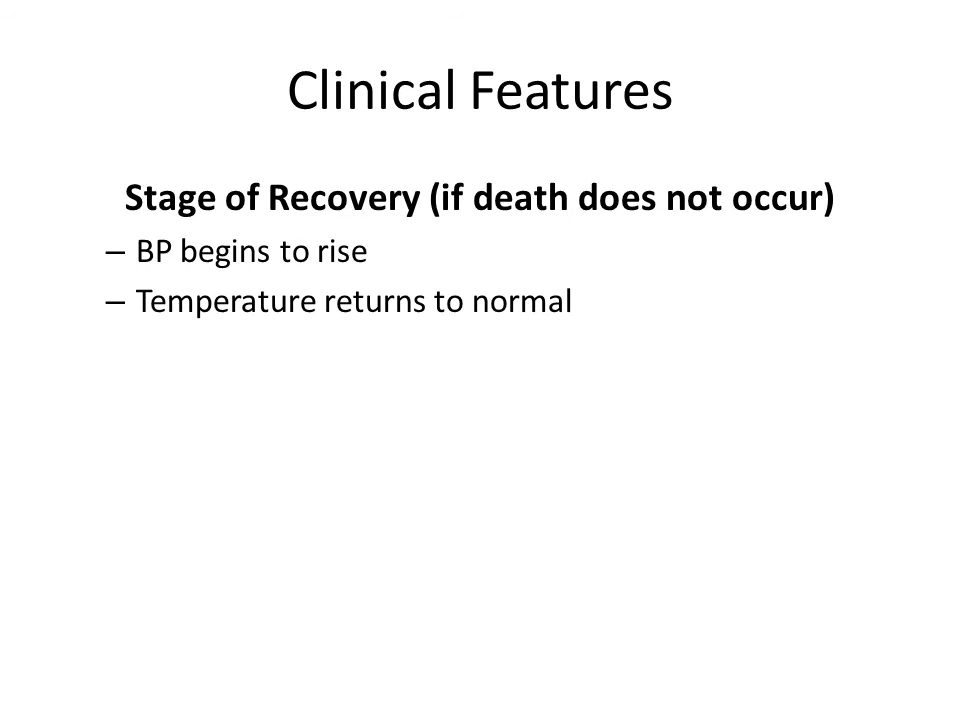 Clinical Features
Stage of Recovery (if death does not occur)
– BP begins to rise
– Temperature returns to normal